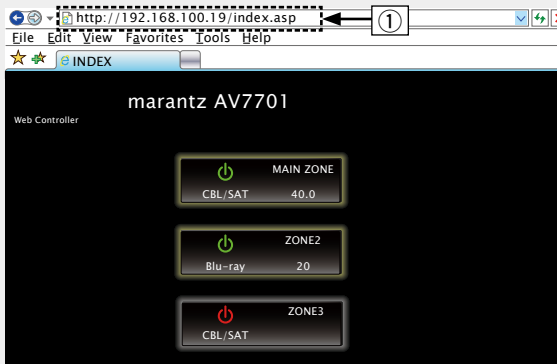 http://192.168.100.19/index.asp
①
File Edit View Favorites Tools Help
INDEX
marantz AV7701
Web Controller
MAIN ZONE
CBL/SAT 40.0
ZONE2
Blu-ray 20
ZONE3
CBL/SAT